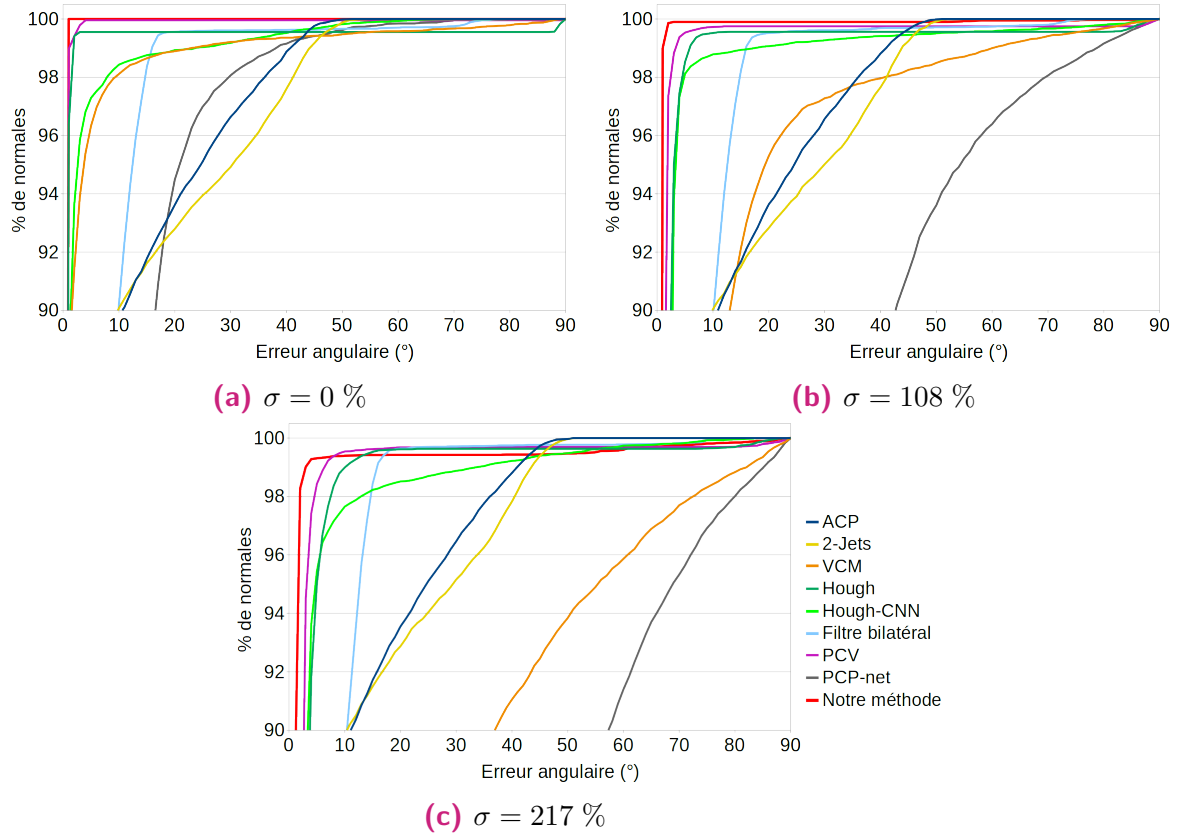 100
98
96
94
92
90
% de normales
0 10 20 30 40 50 60 70 80 90
Erreur angulaire (°)
(a) σ = 0 %
100
98
96
94
92
90
% de normales
0 10 20 30 40 50 60 70 80 90
Erreur angulaire (°)
(b) σ = 108 %
100
98
96
94
92
90
% de normales
0 10 20 30 40 50 60 70 80 90
Erreur angulaire (°)
(c) σ = 217 %
ACP
2-Jets
VCM
Hough
Hough-CNN
Filtre bilatéral
PCV
PCP-net
Notre méthode